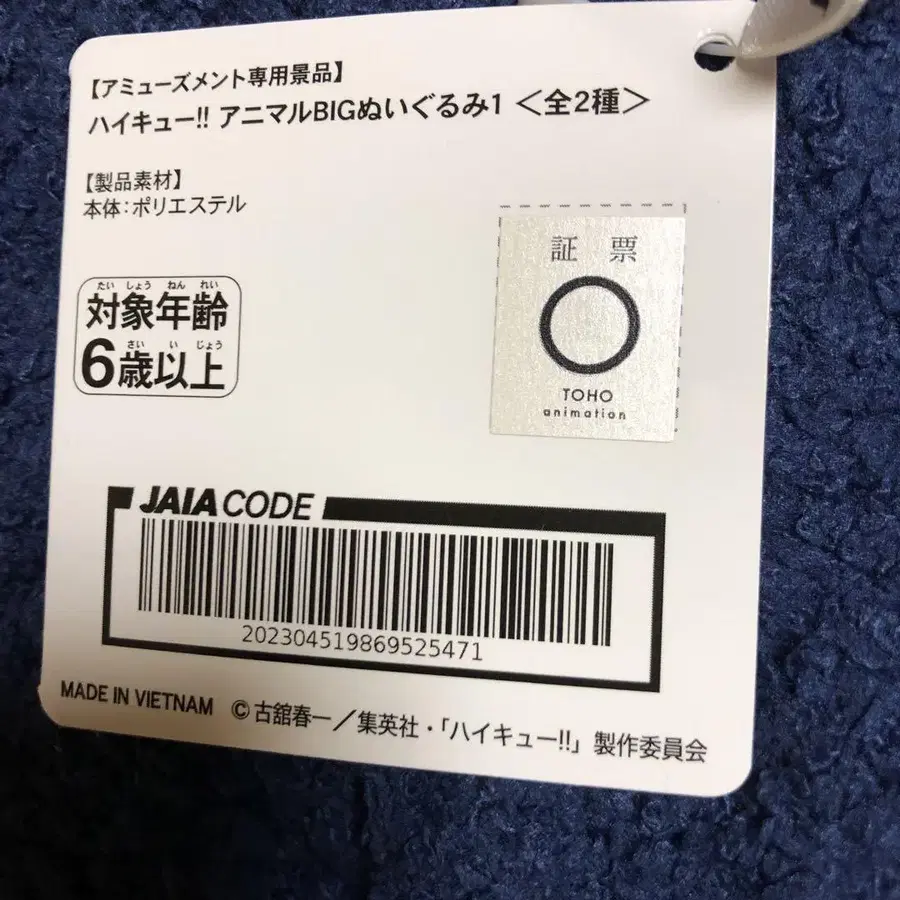 【アミューズメント専用景品】
ハイキュー!! アニマルBIGぬいぐるみ1 <全2種>
【製品素材】
本体:ポリエステル
証 票
TOHO
animation
たい しょう ねん れい
対象年齢
さい い じょう
6歳以上
JAIA CODE
202304519869525471
MADE IN VIETNAM ©古舘春一/集英社・「ハイキュー!!」製作委員会